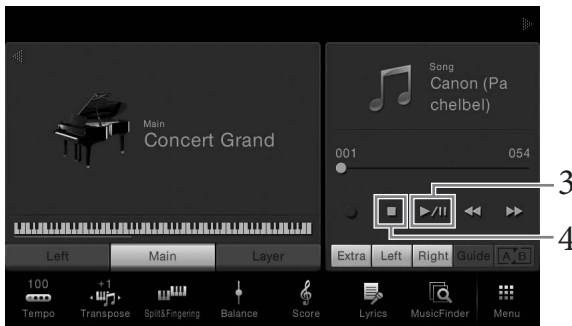 Main
Concert Grand
Left
Main
Layer
Song
Canon (Pa
chelbel)
001
054
3
4
Extra
Left
Right
Guide
A B
100
+1
Tempo
Transpose
Split&Fingering
Balance
Score
Lyrics
MusicFinder
Menu